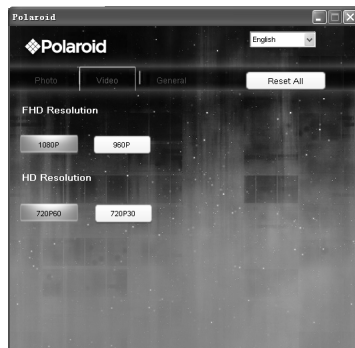 Polaroid
Polaroid
English
Photo Video General
Reset All
FHD Resolution
1080P 960P
HD Resolution
720P60 720P30